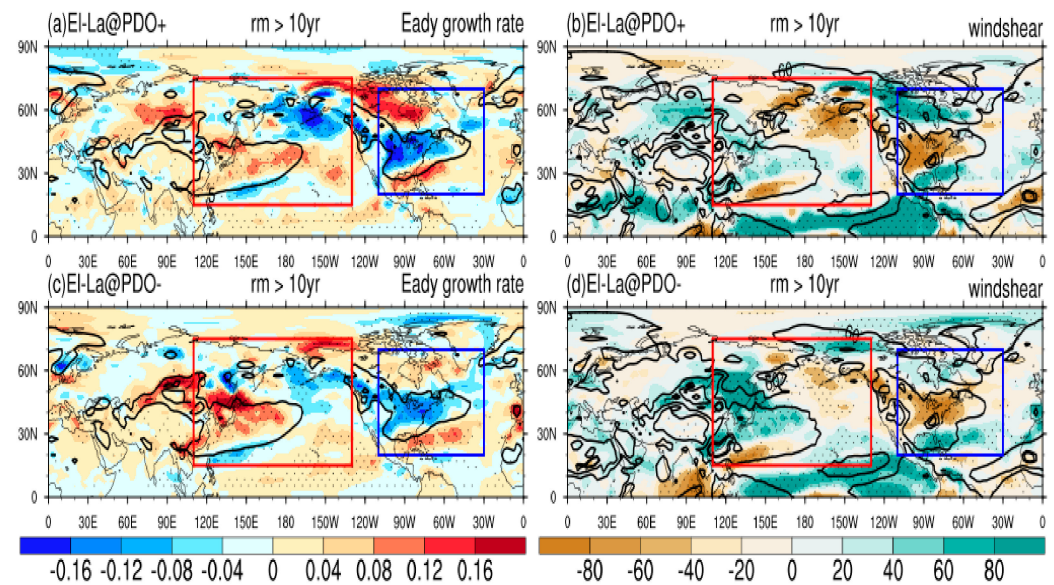 (a)El-La@PDO+ rm > 10yr Eady growth rate
(b)El-La@PDO+ rm > 10yr windshear
90N
60N
30N
0
0 30E 60E 90E 120E 150E 180 150W 120W 90W 60W 30W 0
60
90N
60N
30N
0
0 30E 60E 90E 120E 150E 180 150W 120W 90W 60W 30W 0
(c)El-La@PDO- rm > 10yr Eady growth rate
(d)El-La@PDO- rm > 10yr windshear
90N
60N
30N
0
0 30E 60E 90E 120E 150E 180 150W 120W 90W 60W 30W 0
90N
60N
30N
0
0 30E 60E 90E 120E 150E 180 150W 120W 90W 60W 30W 0
-0.16 -0.12 -0.08 -0.04 0 0.04 0.08 0.12 0.16
-80 -60 -40 -20 0 20 40 60 80